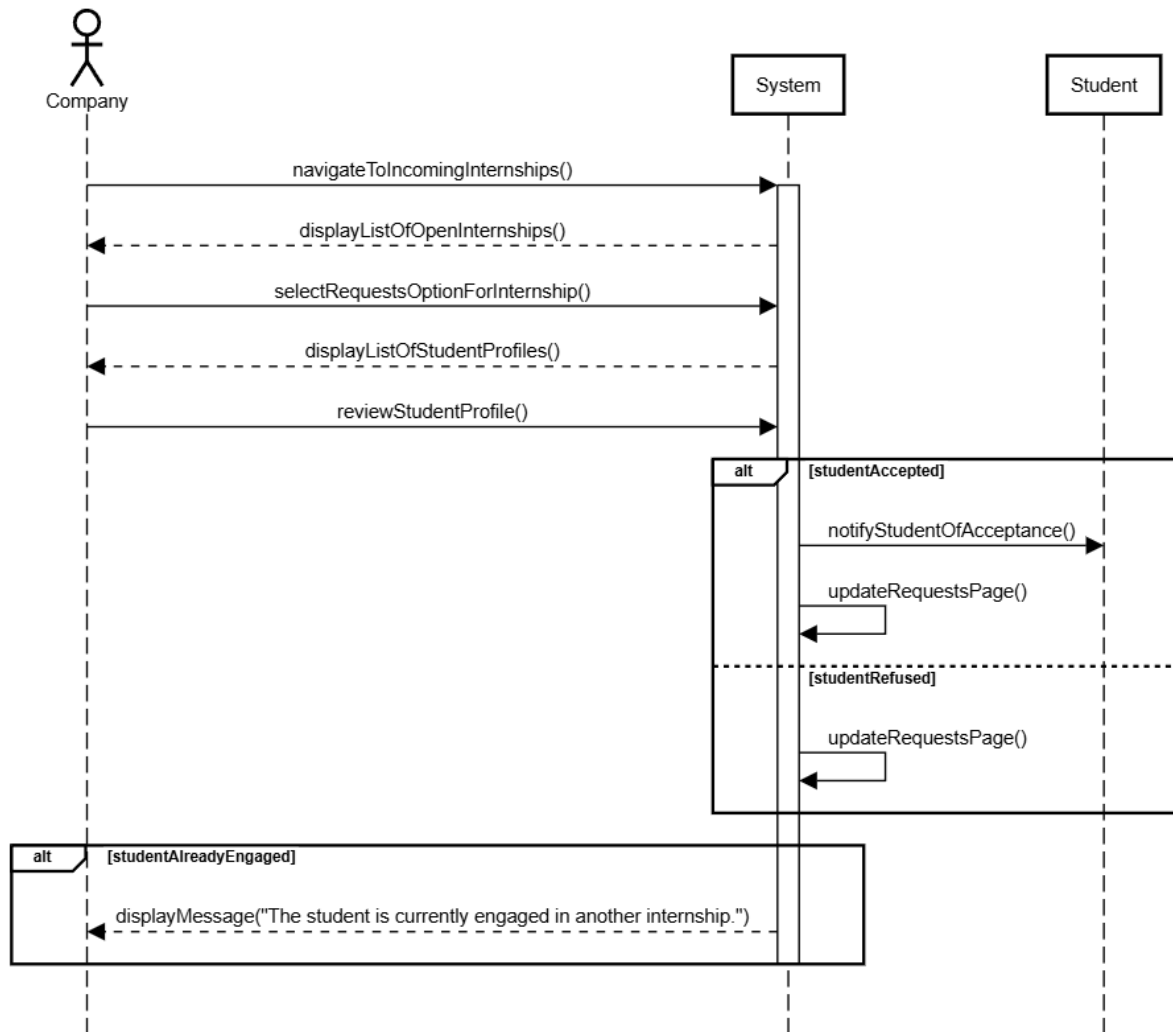 Company
System
Student
navigateToIncomingInternships()
displayListOfOpenInternships()
selectRequestsOptionForInternship()
displayListOfStudentProfiles()
reviewStudentProfile()
alt
[studentAccepted]
notifyStudentOfAcceptance()
updateRequestsPage()
[studentRefused]
updateRequestsPage()
alt
[studentAlreadyEngaged]
displayMessage("The student is currently engaged in another internship.")